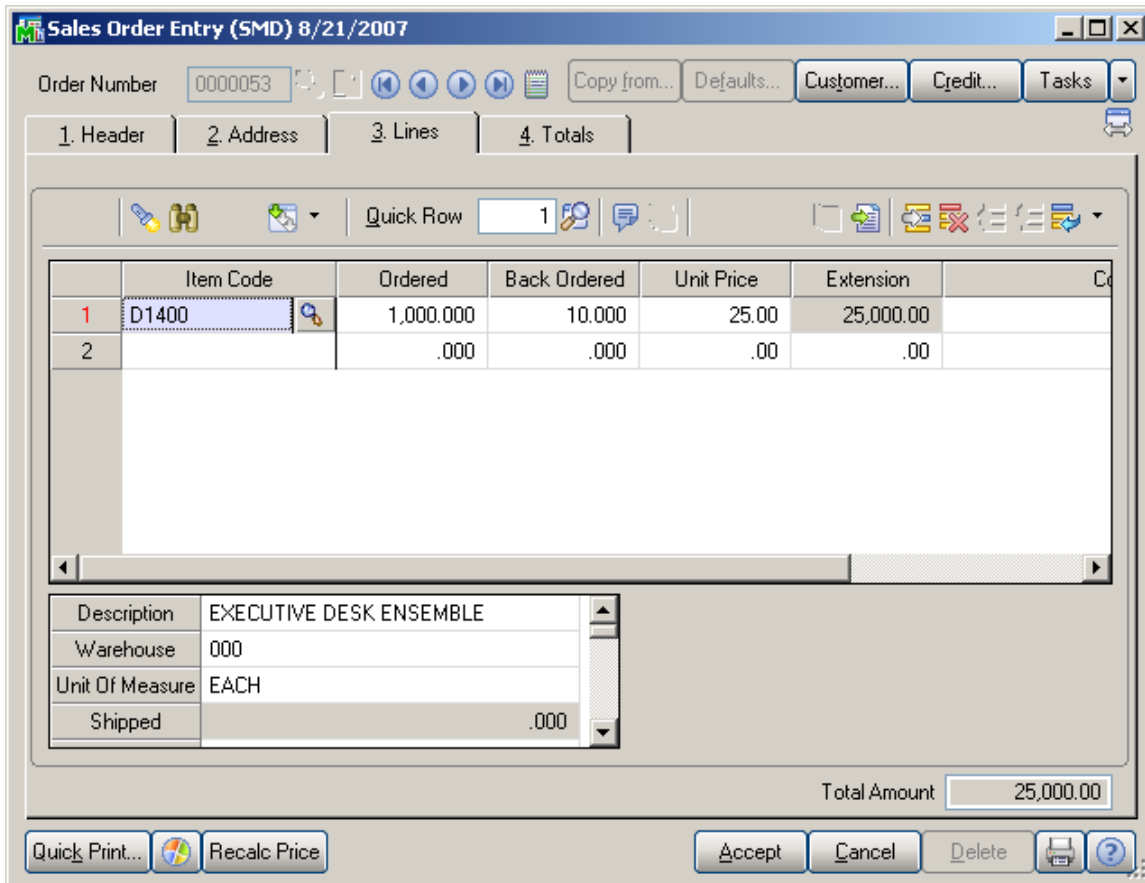 Sales Order Entry (SMD) 8/21/2007
Order Number 0000053 Copy from... Defaults... Customer... Credit... Tasks
1. Header 2. Address 3. Lines 4. Totals
Quick Row 1
Item Code Ordered Back Ordered Unit Price Extension
1 D1400 1,000.000 10.000 25.00 25,000.00
2 .000 .000 .00 .00
Description EXECUTIVE DESK ENSEMBLE
Warehouse 000
Unit Of Measure EACH
Shipped .000
Total Amount 25,000.00
Quick Print... Recalc Price Accept Cancel Delete